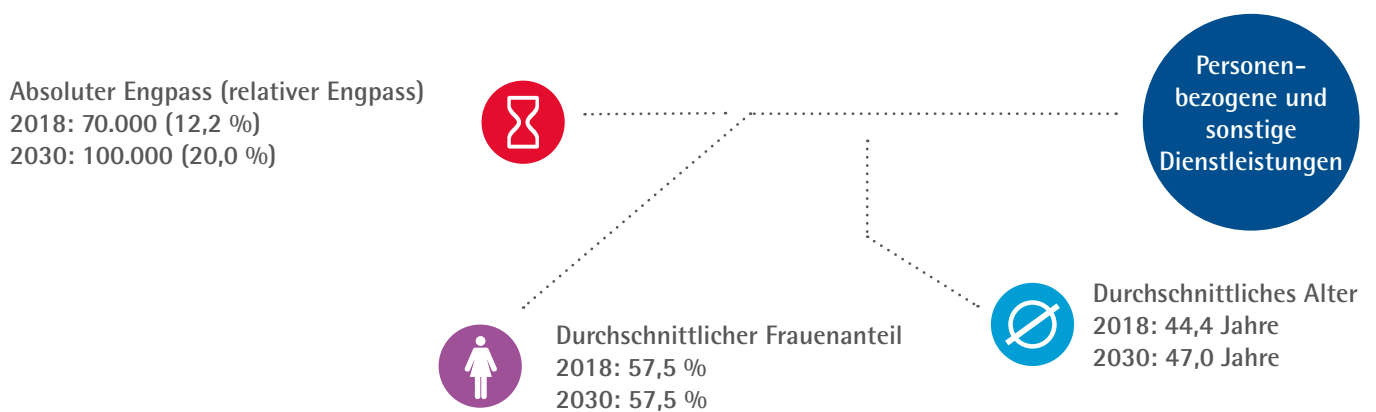 Absoluter Engpass (relativer Engpass)
2018: 70.000 (12,2 %)
2030: 100.000 (20,0 %)
Personen-
bezogene und
sonstige
Dienstleistungen
Durchschnittlicher Frauenanteil
2018: 57,5 %
2030: 57,5 %
Durchschnittliches Alter
2018: 44,4 Jahre
2030: 47,0 Jahre